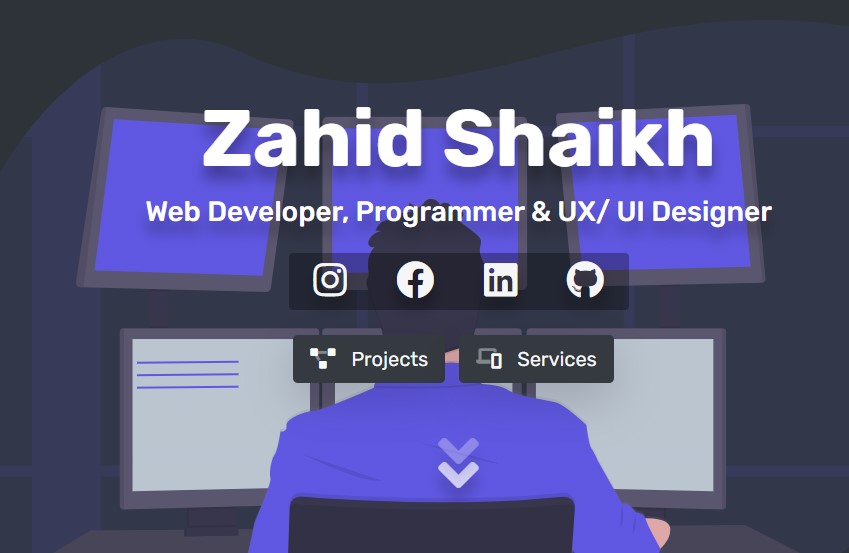 Zahid Shaikh
Web Developer, Programmer & UX/ UI Designer
Projects
Services